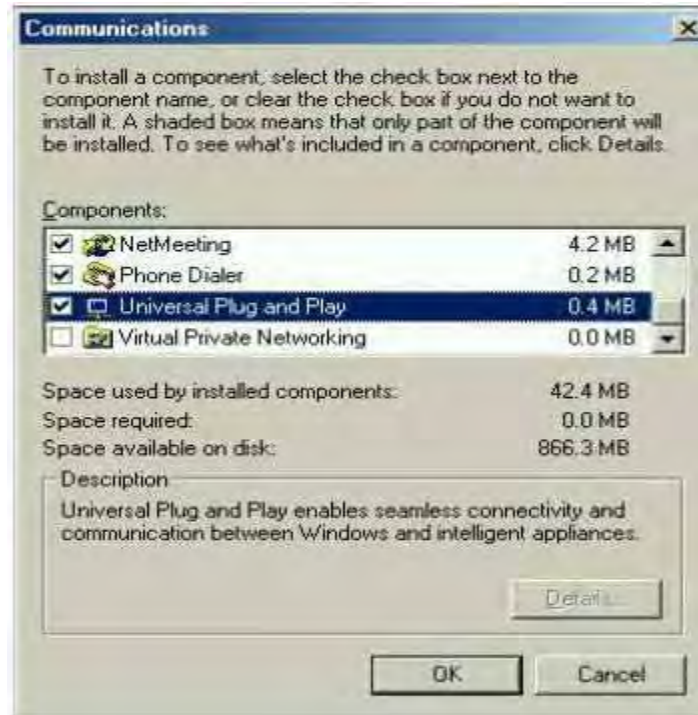 Communications
To install a component, select the check box next to the
component name, or clear the check box if you do not want to
install it. A shaded box means that only part of the component will
be installed. To see what's included in a component, click Details.
Components:
NetMeeting 4.2 MB
Phone Dialer 0.2 MB
Universal Plug and Play 0.4 MB
Virtual Private Networking 0.0 MB
Space used by installed components: 42.4 MB
Space required: 0.0 MB
Space available on disk: 866.3 MB
Description
Universal Plug and Play enables seamless connectivity and
communication between Windows and intelligent appliances.
Details...
OK Cancel